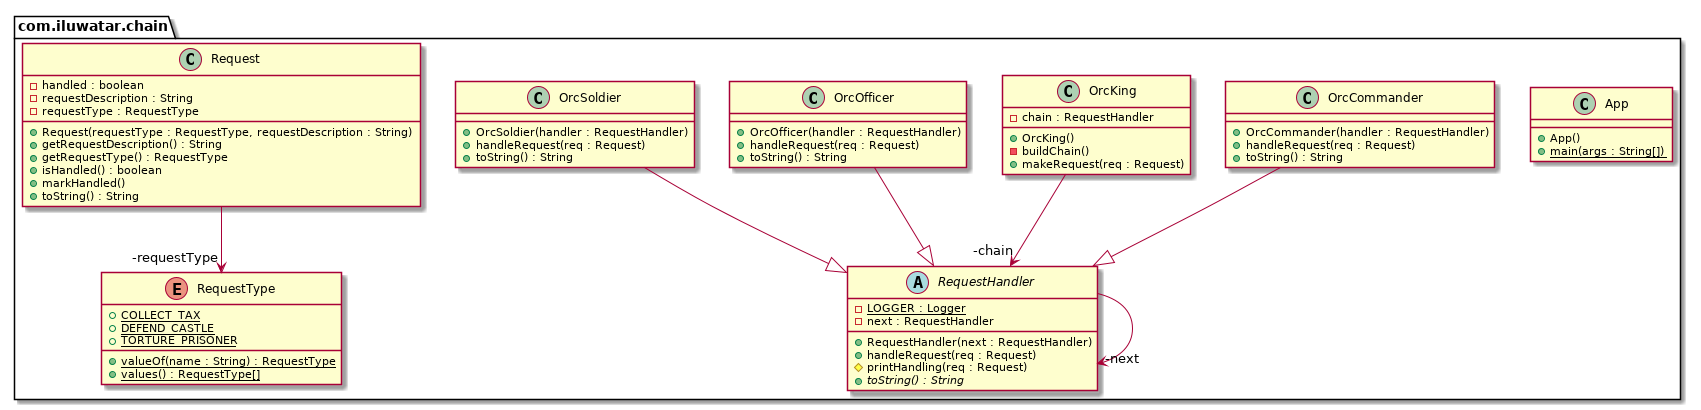 com.iluwatar.chain
C Request
handled : boolean
requestDescription : String
requestType : RequestType
Request(requestType : RequestType, requestDescription : String)
getRequestDescription() : String
getRequestType() : RequestType
isHandled() : boolean
markHandled()
toString() : String
C OrcSoldier
OrcSoldier(handler : RequestHandler)
handleRequest(req : Request)
toString() : String
C OrcOfficer
OrcOfficer(handler : RequestHandler)
handleRequest(req : Request)
toString() : String
C OrcKing
chain : RequestHandler
OrcKing()
buildChain()
makeRequest(req : Request)
C OrcCommander
OrcCommander(handler : RequestHandler)
handleRequest(req : Request)
toString() : String
C App
App()
main(args : String[])
-requestType
-chain
E RequestType
COLLECT_TAX
DEFEND_CASTLE
TORTURE_PRISONER
valueOf(name : String) : RequestType
values() : RequestType[]
A RequestHandler
LOGGER : Logger
next : RequestHandler
RequestHandler(next : RequestHandler)
handleRequest(req : Request)
printHandling(req : Request)
toString() : String
-next